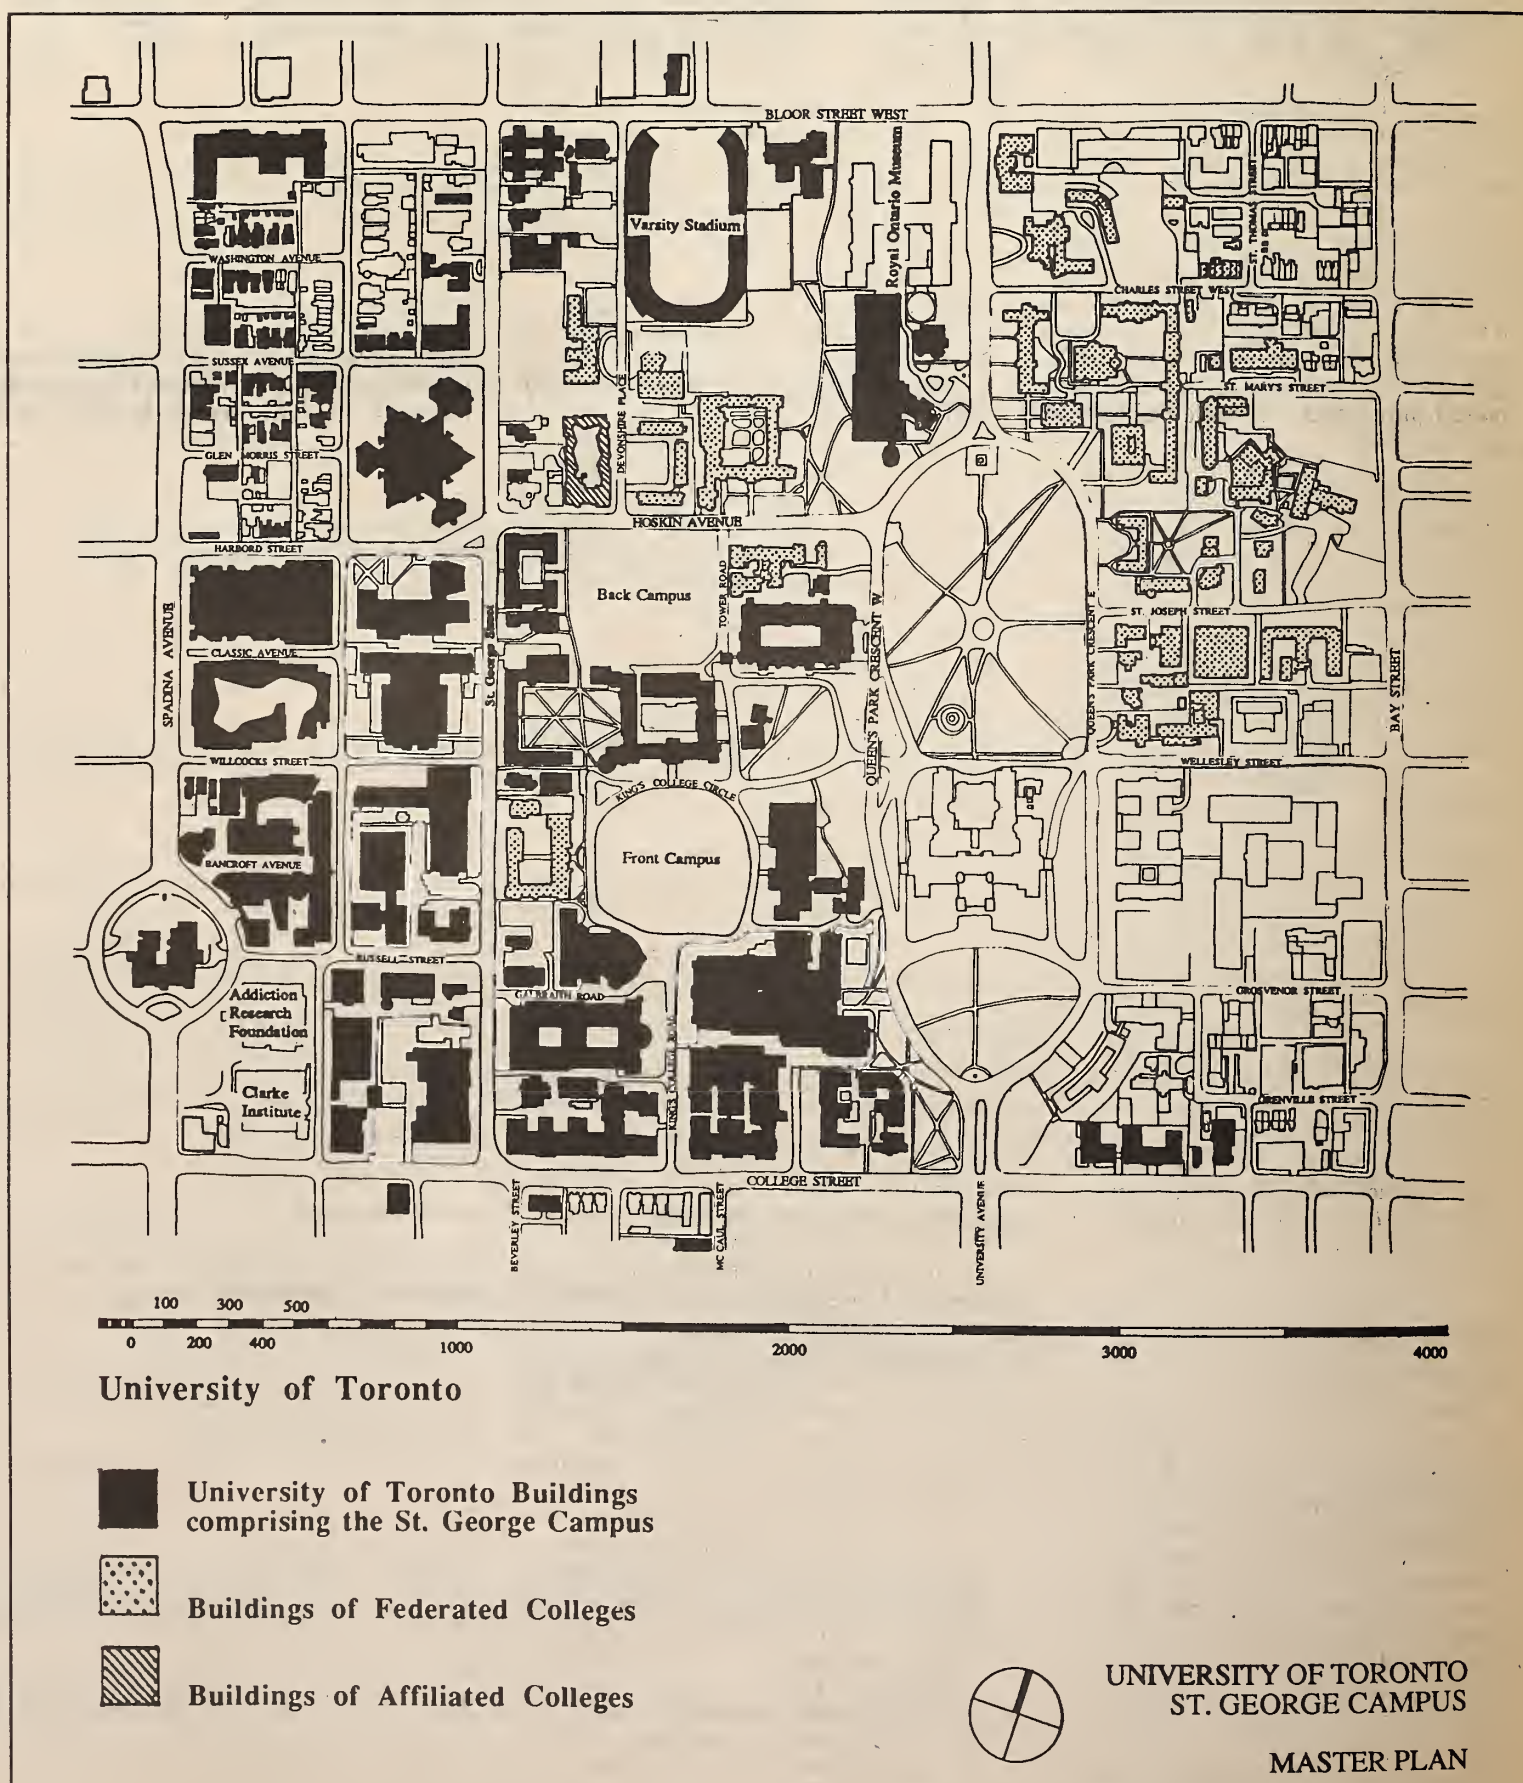 BLOOR STREET WEST
Varsity Stadium
Royal Ontario Museum
ST. THOMAS STREET
WASHINGTON AVENUE
CHARLES STREET WEST
SUSSEX AVENUE
DEVONSHIRE PLACE
ST. MARY'S STREET
GLEN MORRIS STREET
HOSKIN AVENUE
HARBORD STREET
SPADINA AVENUE
St. George Street
Back Campus
TOWER ROAD
QUEEN'S PARK CRESCENT W
QUEEN'S PARK CRESCENT E
ST. JOSEPH STREET
BAY STREET
CLASSIC AVENUE
WILLCOCKS STREET
KING'S COLLEGE CIRCLE
WELLESLEY STREET
Front Campus
BANCROFT AVENUE
RUSSELL STREET
Addiction
Research
Foundation
GALBRAITH ROAD
KING'S COLLEGE ROAD
GROSVENOR STREET
Clarke
Institute
GRENVILLE STREET
COLLEGE STREET
BEVERLEY STREET
MC CAUL STREET
UNIVERSITY AVENUE
100 300 500
0 200 400 1000 2000 3000 4000
University of Toronto
University of Toronto Buildings
comprising the St. George Campus
Buildings of Federated Colleges
Buildings of Affiliated Colleges
UNIVERSITY OF TORONTO
ST. GEORGE CAMPUS
MASTER PLAN